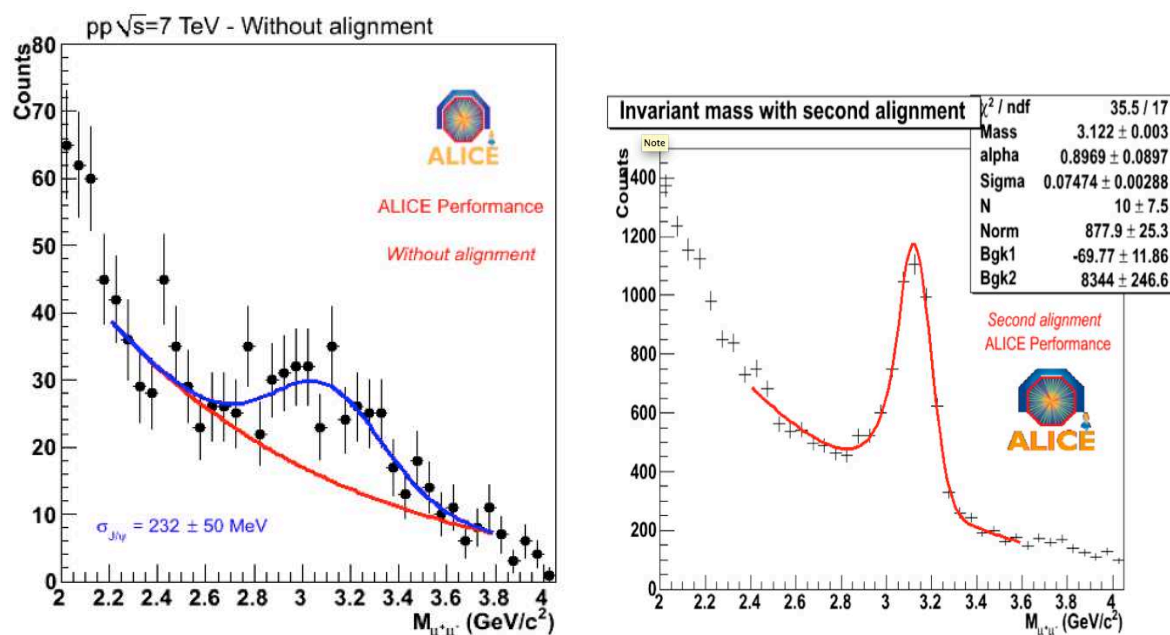 pp √s=7 TeV - Without alignment
Counts
80
70
60
50
40
30
20
10
0
ALICE
ALICE Performance
Without alignment
σJ/ψ = 232 ± 50 MeV
2 2.2 2.4 2.6 2.8 3 3.2 3.4 3.6 3.8 4
Mμ+μ- (GeV/c²)
Invariant mass with second alignment
Note
χ² / ndf 35.5 / 17
Mass 3.122 ± 0.003
alpha 0.8969 ± 0.0897
Sigma 0.07474 ± 0.00288
N 10 ± 7.5
Norm 877.9 ± 25.3
Bgk1 -69.77 ± 11.86
Bgk2 8344 ± 246.6
Counts
1400
1200
1000
800
600
400
200
0
Second alignment
ALICE Performance
ALICE
2 2.2 2.4 2.6 2.8 3 3.2 3.4 3.6 3.8 4
Mμ+μ- (GeV/c²)